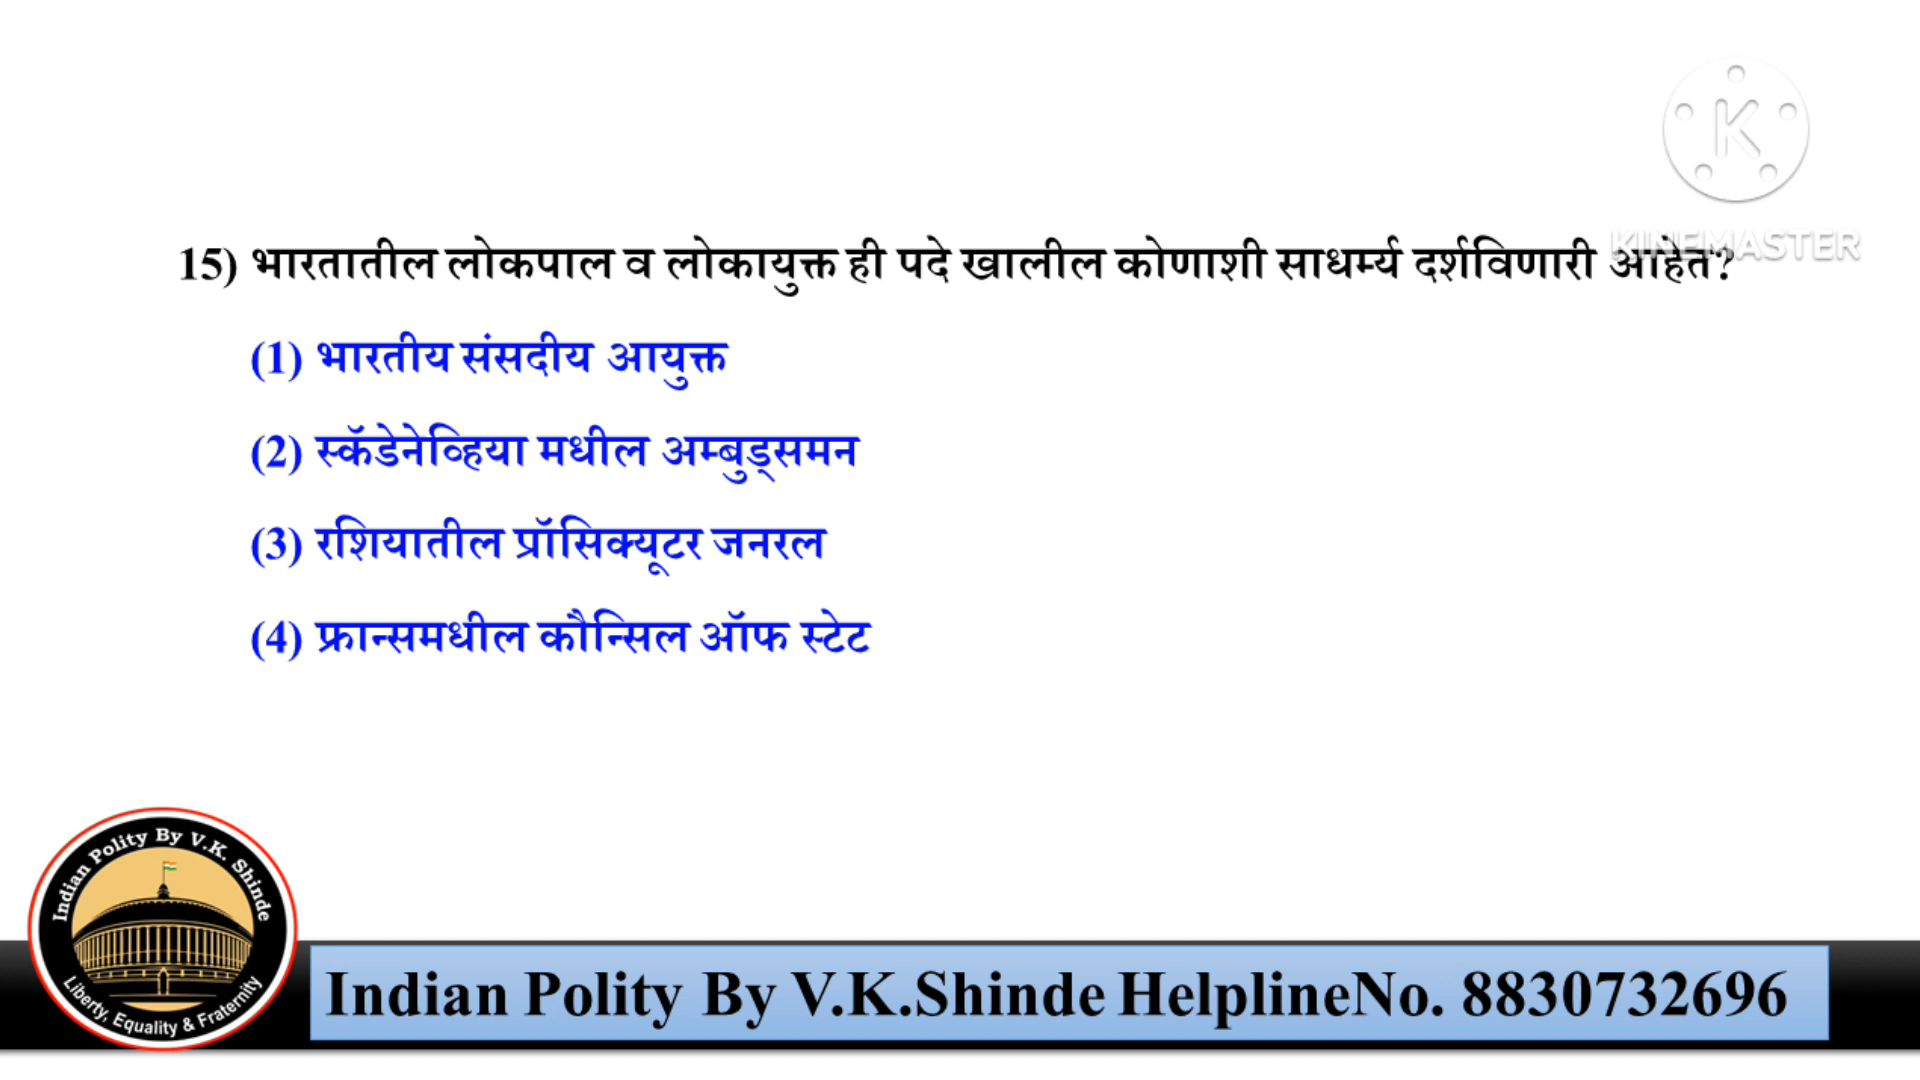 KINEMASTER
15) भारतातील लोकपाल व लोकायुक्त ही पदे खालील कोणाशी साधर्म्य दर्शविणारी आहेत?
(1) भारतीय संसदीय आयुक्त
(2) स्कॅडेनेव्हिया मधील अम्बुड्समन
(3) रशियातील प्रॉसिक्यूटर जनरल
(4) फ्रान्समधील कौन्सिल ऑफ स्टेट
Indian Polity By V.K. Shinde
Liberty, Equality & Fraternity
Indian Polity By V.K.Shinde HelplineNo. 8830732696